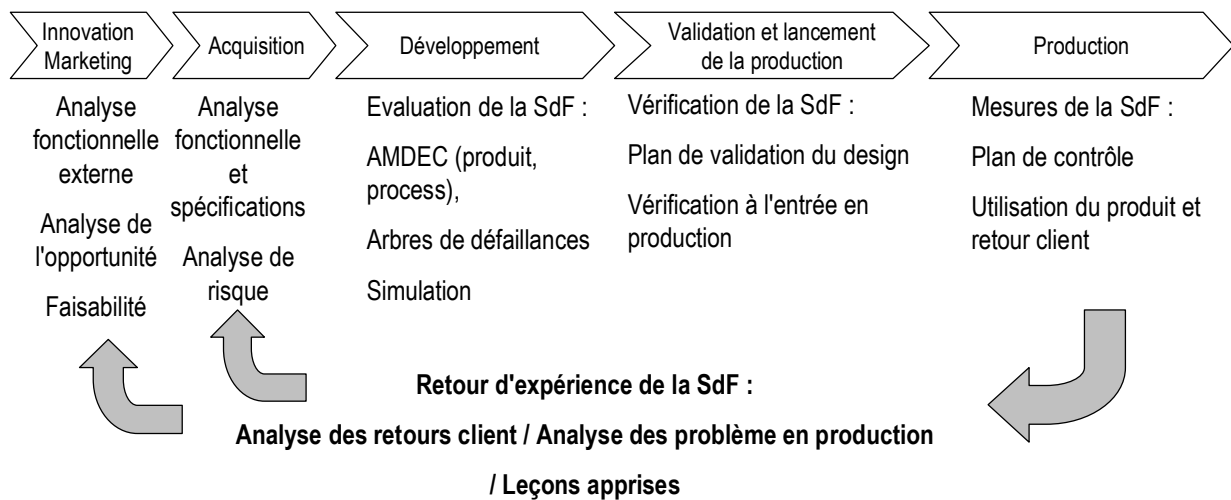 Innovation
Marketing
Acquisition
Développement
Validation et lancement
de la production
Production
Analyse
fonctionnelle
externe
Analyse de
l'opportunité
Faisabilité
Analyse
fonctionnelle
et
spécifications
Analyse de
risque
Evaluation de la SdF :
AMDEC (produit,
process),
Arbres de défaillances
Simulation
Vérification de la SdF :
Plan de validation du design
Vérification à l'entrée en
production
Mesures de la SdF :
Plan de contrôle
Utilisation du produit et
retour client
Retour d'expérience de la SdF :
Analyse des retours client / Analyse des problème en production
/ Leçons apprises